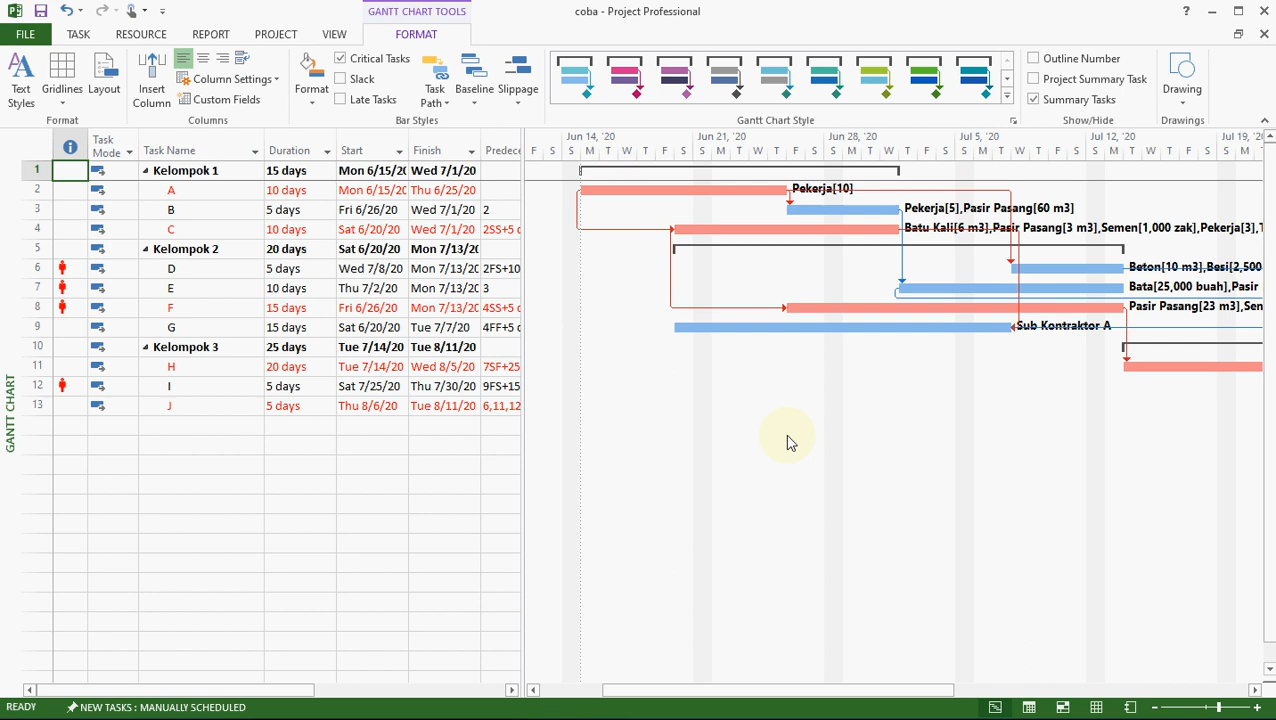 GANTT CHART TOOLS
coba - Project Professional
FILE TASK RESOURCE REPORT PROJECT VIEW FORMAT
Text Styles
Gridlines
Layout
Format
Insert Column
Column Settings
Custom Fields
Columns
Format
Critical Tasks
Slack
Late Tasks
Task Path
Baseline
Slippage
Bar Styles
Gantt Chart Style
Outline Number
Project Summary Task
Summary Tasks
Show/Hide
Drawing
Drawings
Task Mode Task Name Duration Start Finish Predece
1 Kelompok 1 15 days Mon 6/15/20 Wed 7/1/20
2 A 10 days Mon 6/15/20 Thu 6/25/20
3 B 5 days Fri 6/26/20 Wed 7/1/20 2
4 C 10 days Sat 6/20/20 Wed 7/1/20 2SS+5 d
5 Kelompok 2 20 days Sat 6/20/20 Mon 7/13/20
6 D 5 days Wed 7/8/20 Mon 7/13/20 2FS+10
7 E 10 days Thu 7/2/20 Mon 7/13/20 3
8 F 15 days Fri 6/26/20 Mon 7/13/20 4SS+5 d
9 G 15 days Sat 6/20/20 Tue 7/7/20 4FF+5 d
10 Kelompok 3 25 days Tue 7/14/20 Tue 8/11/20
11 H 20 days Tue 7/14/20 Wed 8/5/20 7SF+25
12 I 5 days Sat 7/25/20 Thu 7/30/20 9FS+15
13 J 5 days Thu 8/6/20 Tue 8/11/20 6,11,12
Jun 14, '20 Jun 21, '20 Jun 28, '20 Jul 5, '20 Jul 12, '20 Jul 19, '20
F S S M T W T F S S M T W T F S S M T W T F S S M T W T F S S M T W T F S S M
Pekerja[10]
Pekerja[5],Pasir Pasang[60 m3]
Batu Kali[6 m3],Pasir Pasang[3 m3],Semen[1,000 zak],Pekerja[3],T
Beton[10 m3],Besi[2,500
Bata[25,000 buah],Pasir
Pasir Pasang[23 m3],Sem
Sub Kontraktor A
GANTT CHART
READY NEW TASKS : MANUALLY SCHEDULED